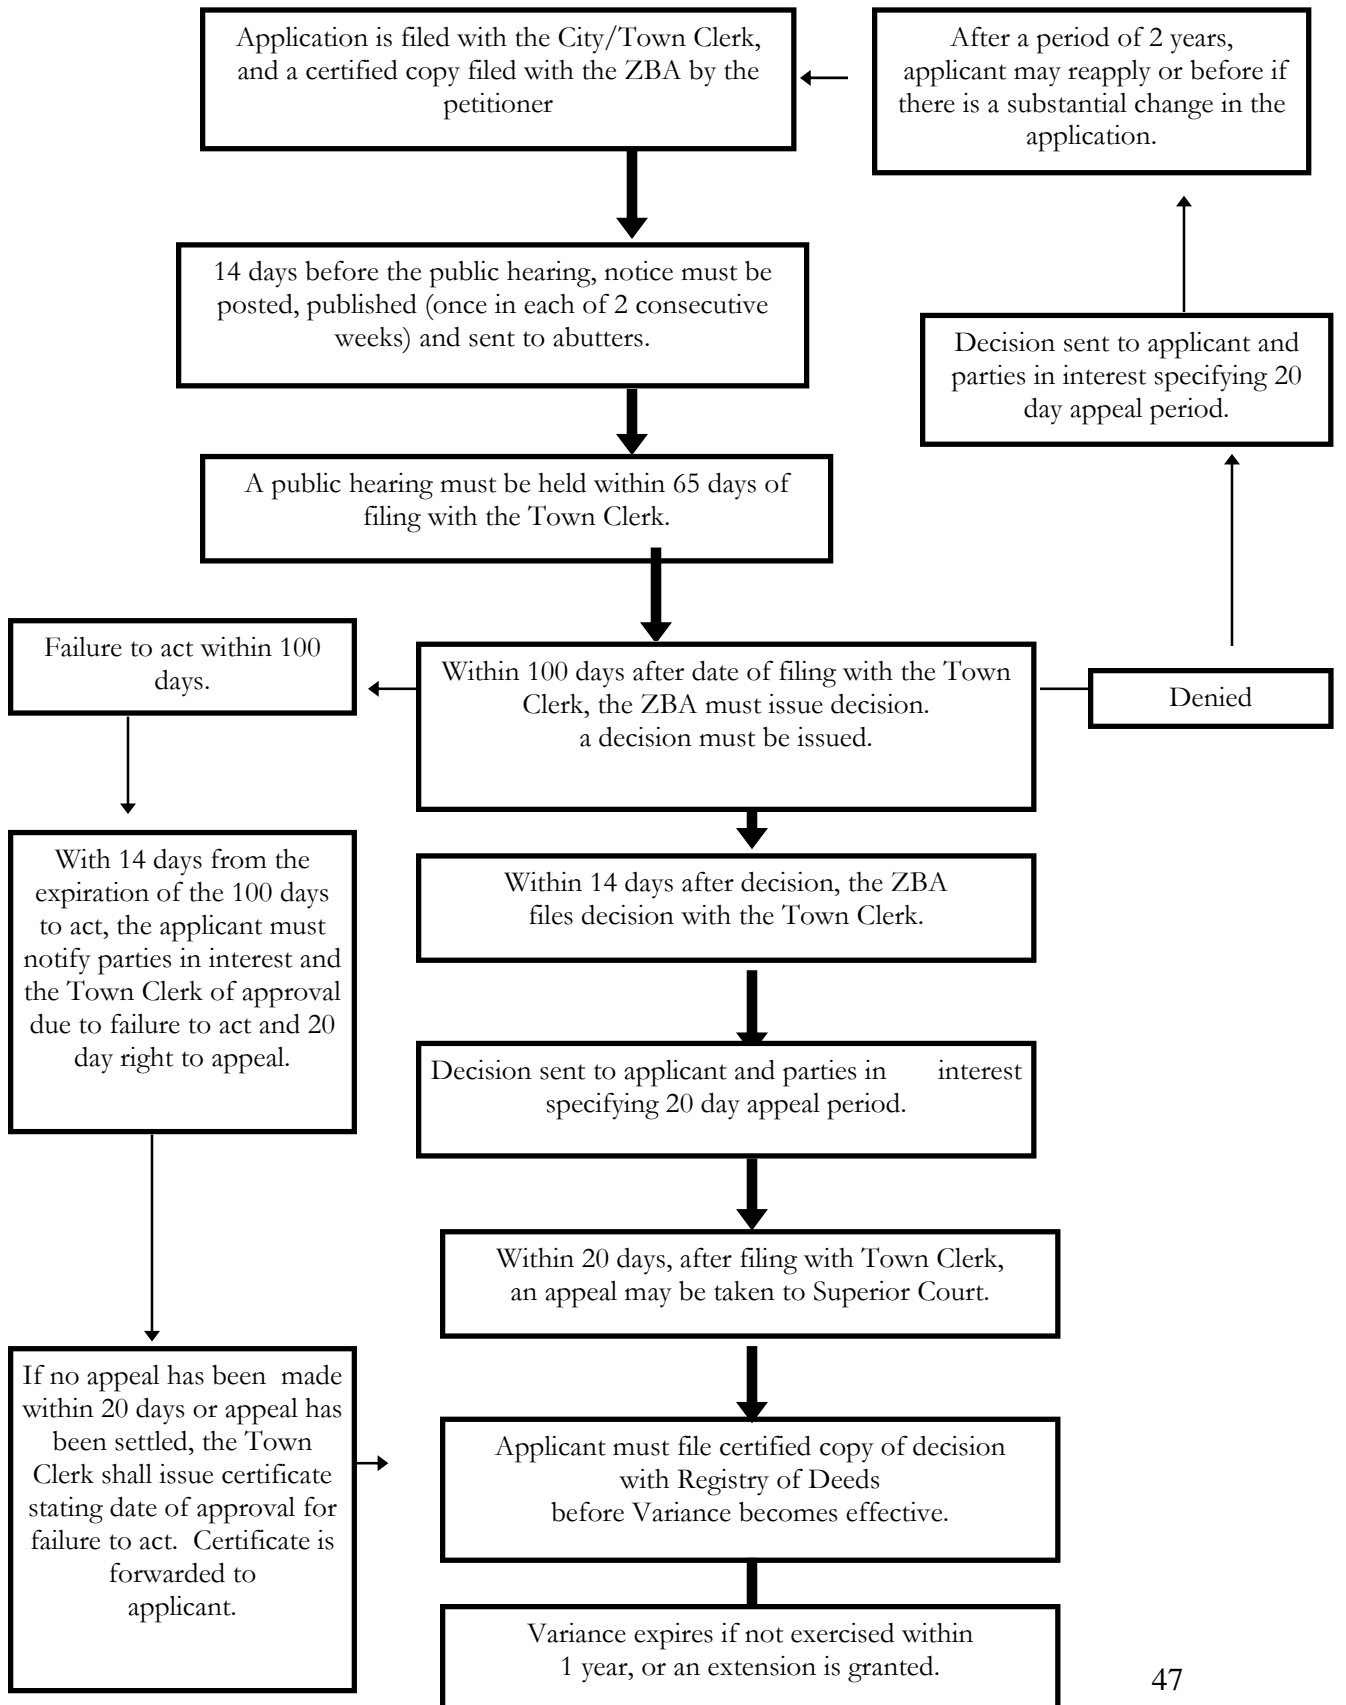 Application is filed with the City/Town Clerk,
and a certified copy filed with the ZBA by the
petitioner
After a period of 2 years,
applicant may reapply or before if
there is a substantial change in the
application.
14 days before the public hearing, notice must be
posted, published (once in each of 2 consecutive
weeks) and sent to abutters.
Decision sent to applicant and
parties in interest specifying 20
day appeal period.
A public hearing must be held within 65 days of
filing with the Town Clerk.
Failure to act within 100
days.
Within 100 days after date of filing with the Town
Clerk, the ZBA must issue decision.
a decision must be issued.
Denied
With 14 days from the
expiration of the 100 days
to act, the applicant must
notify parties in interest and
the Town Clerk of approval
due to failure to act and 20
day right to appeal.
Within 14 days after decision, the ZBA
files decision with the Town Clerk.
Decision sent to applicant and parties in interest
specifying 20 day appeal period.
Within 20 days, after filing with Town Clerk,
an appeal may be taken to Superior Court.
If no appeal has been made
within 20 days or appeal has
been settled, the Town
Clerk shall issue certificate
stating date of approval for
failure to act. Certificate is
forwarded to
applicant.
Applicant must file certified copy of decision
with Registry of Deeds
before Variance becomes effective.
Variance expires if not exercised within
1 year, or an extension is granted.
47